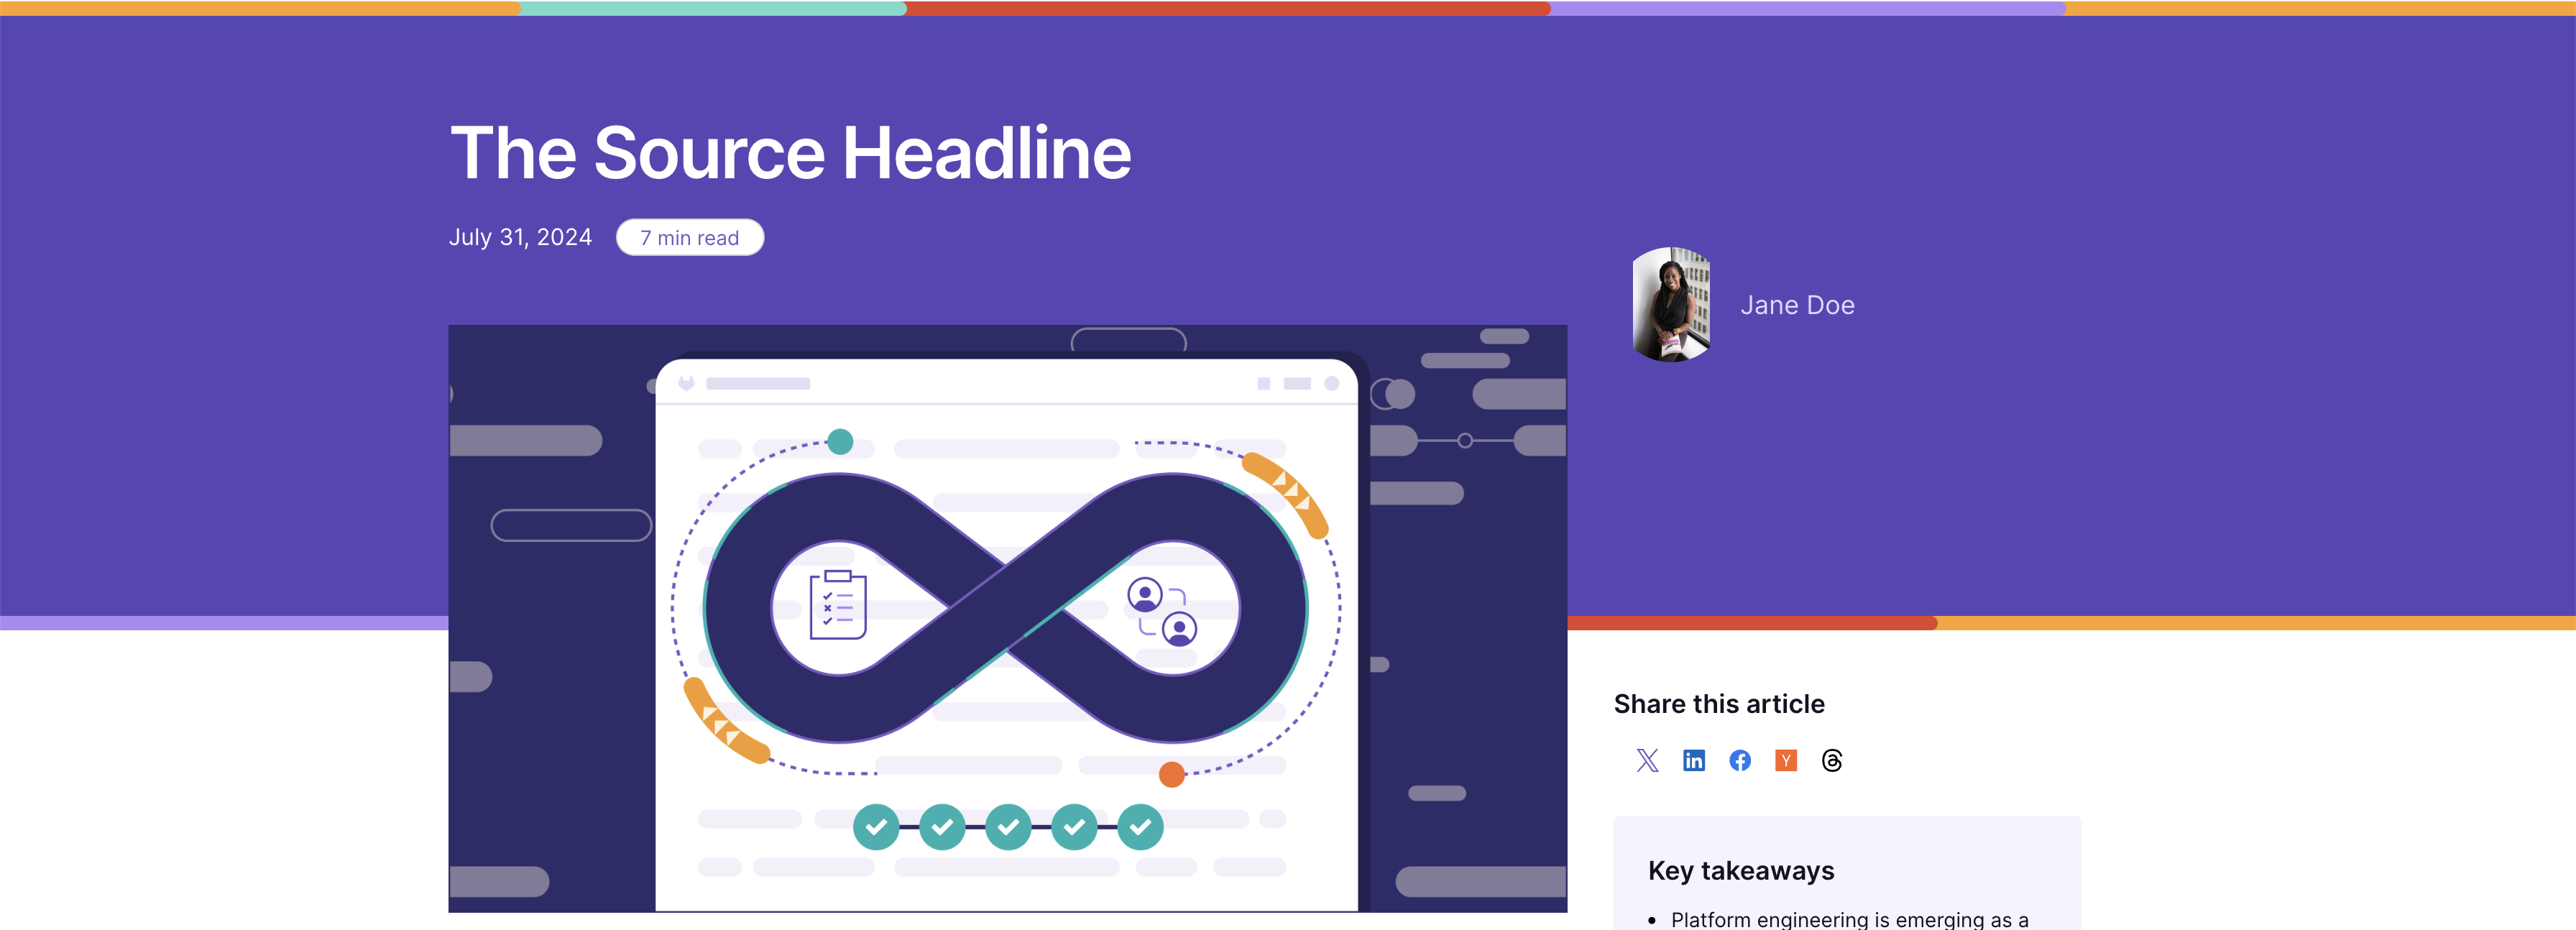 The Source Headline
July 31, 2024
7 min read
Jane Doe
Share this article
Key takeaways
• Platform engineering is emerging as a